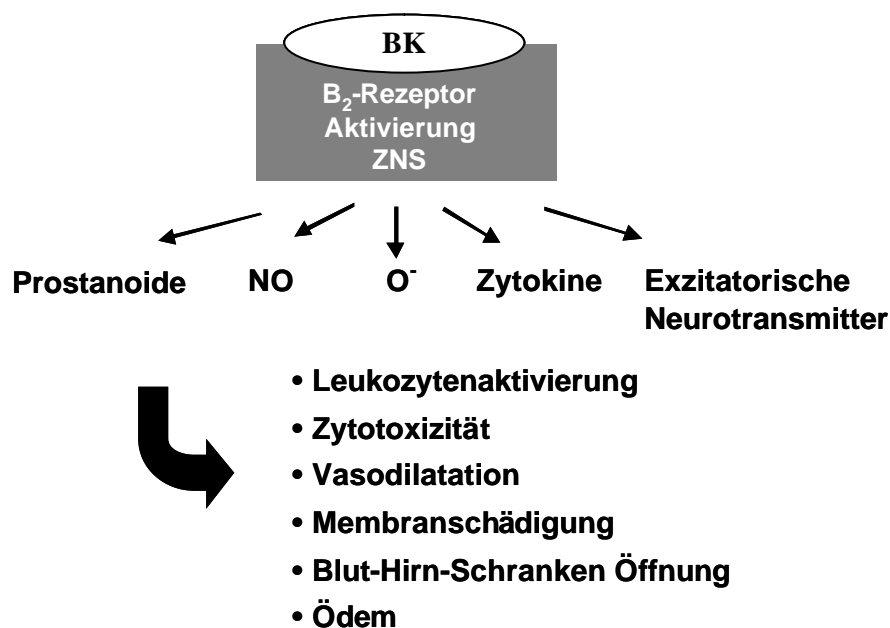 BK
B₂-Rezeptor
Aktivierung
ZNS
Prostanoide NO O⁻ Zytokine Exzitatorische
Neurotransmitter
• Leukozytenaktivierung
• Zytotoxizität
• Vasodilatation
• Membranschädigung
• Blut-Hirn-Schranken Öffnung
• Ödem